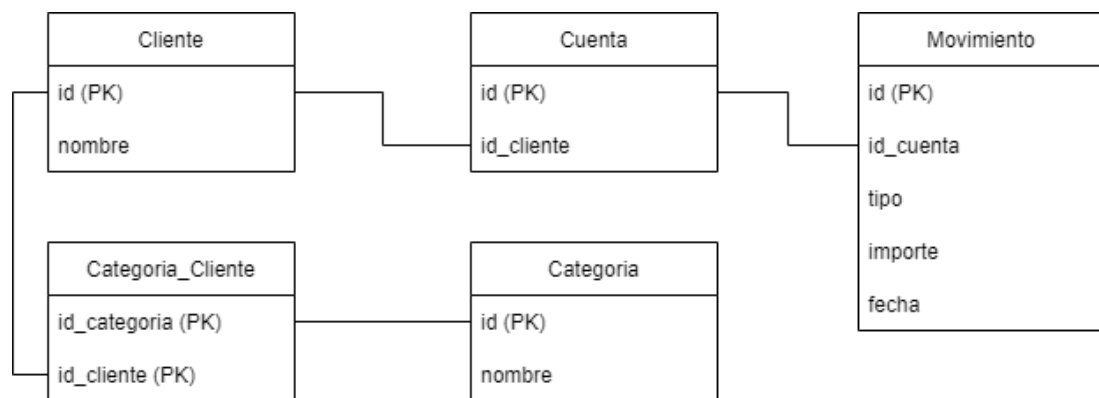 Cliente
id (PK)
nombre
Cuenta
id (PK)
id_cliente
Movimiento
id (PK)
id_cuenta
tipo
importe
fecha
Categoria_Cliente
id_categoria (PK)
id_cliente (PK)
Categoria
id (PK)
nombre